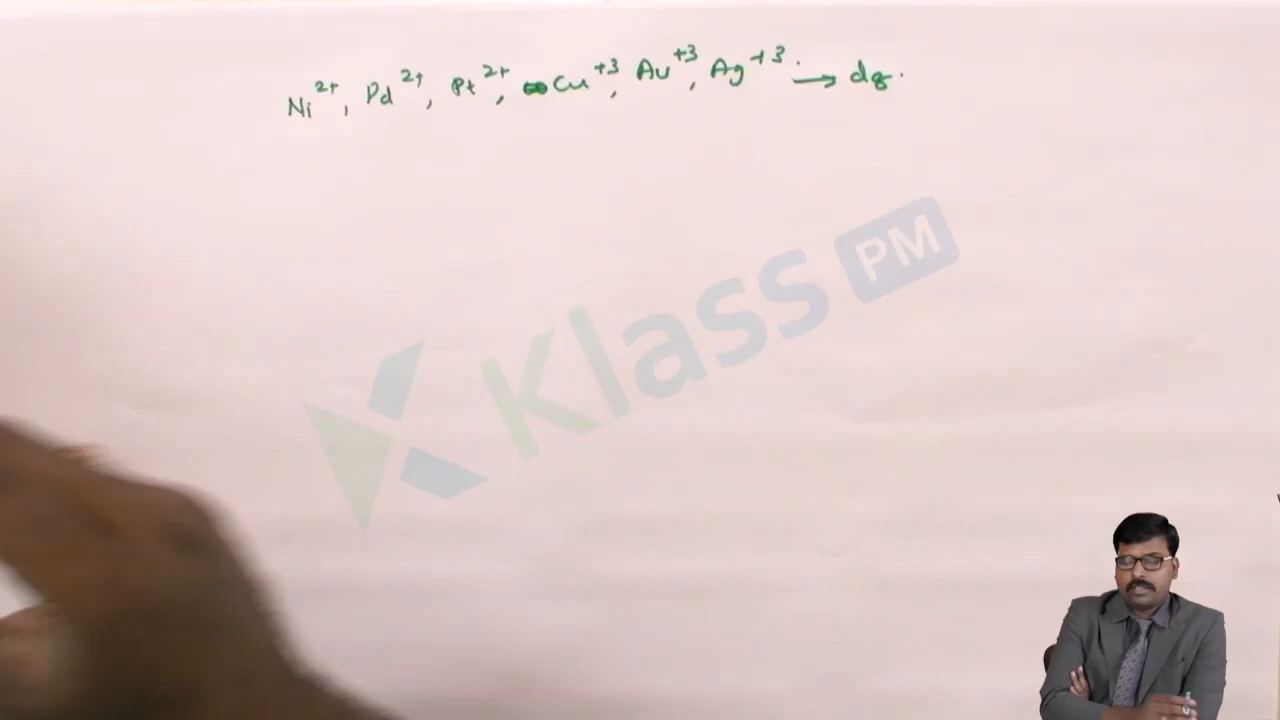 Ni²⁺, Pd²⁺, Pt²⁺, Cu⁺³, Au⁺³, Ag⁺³. → d8.
Klass PM